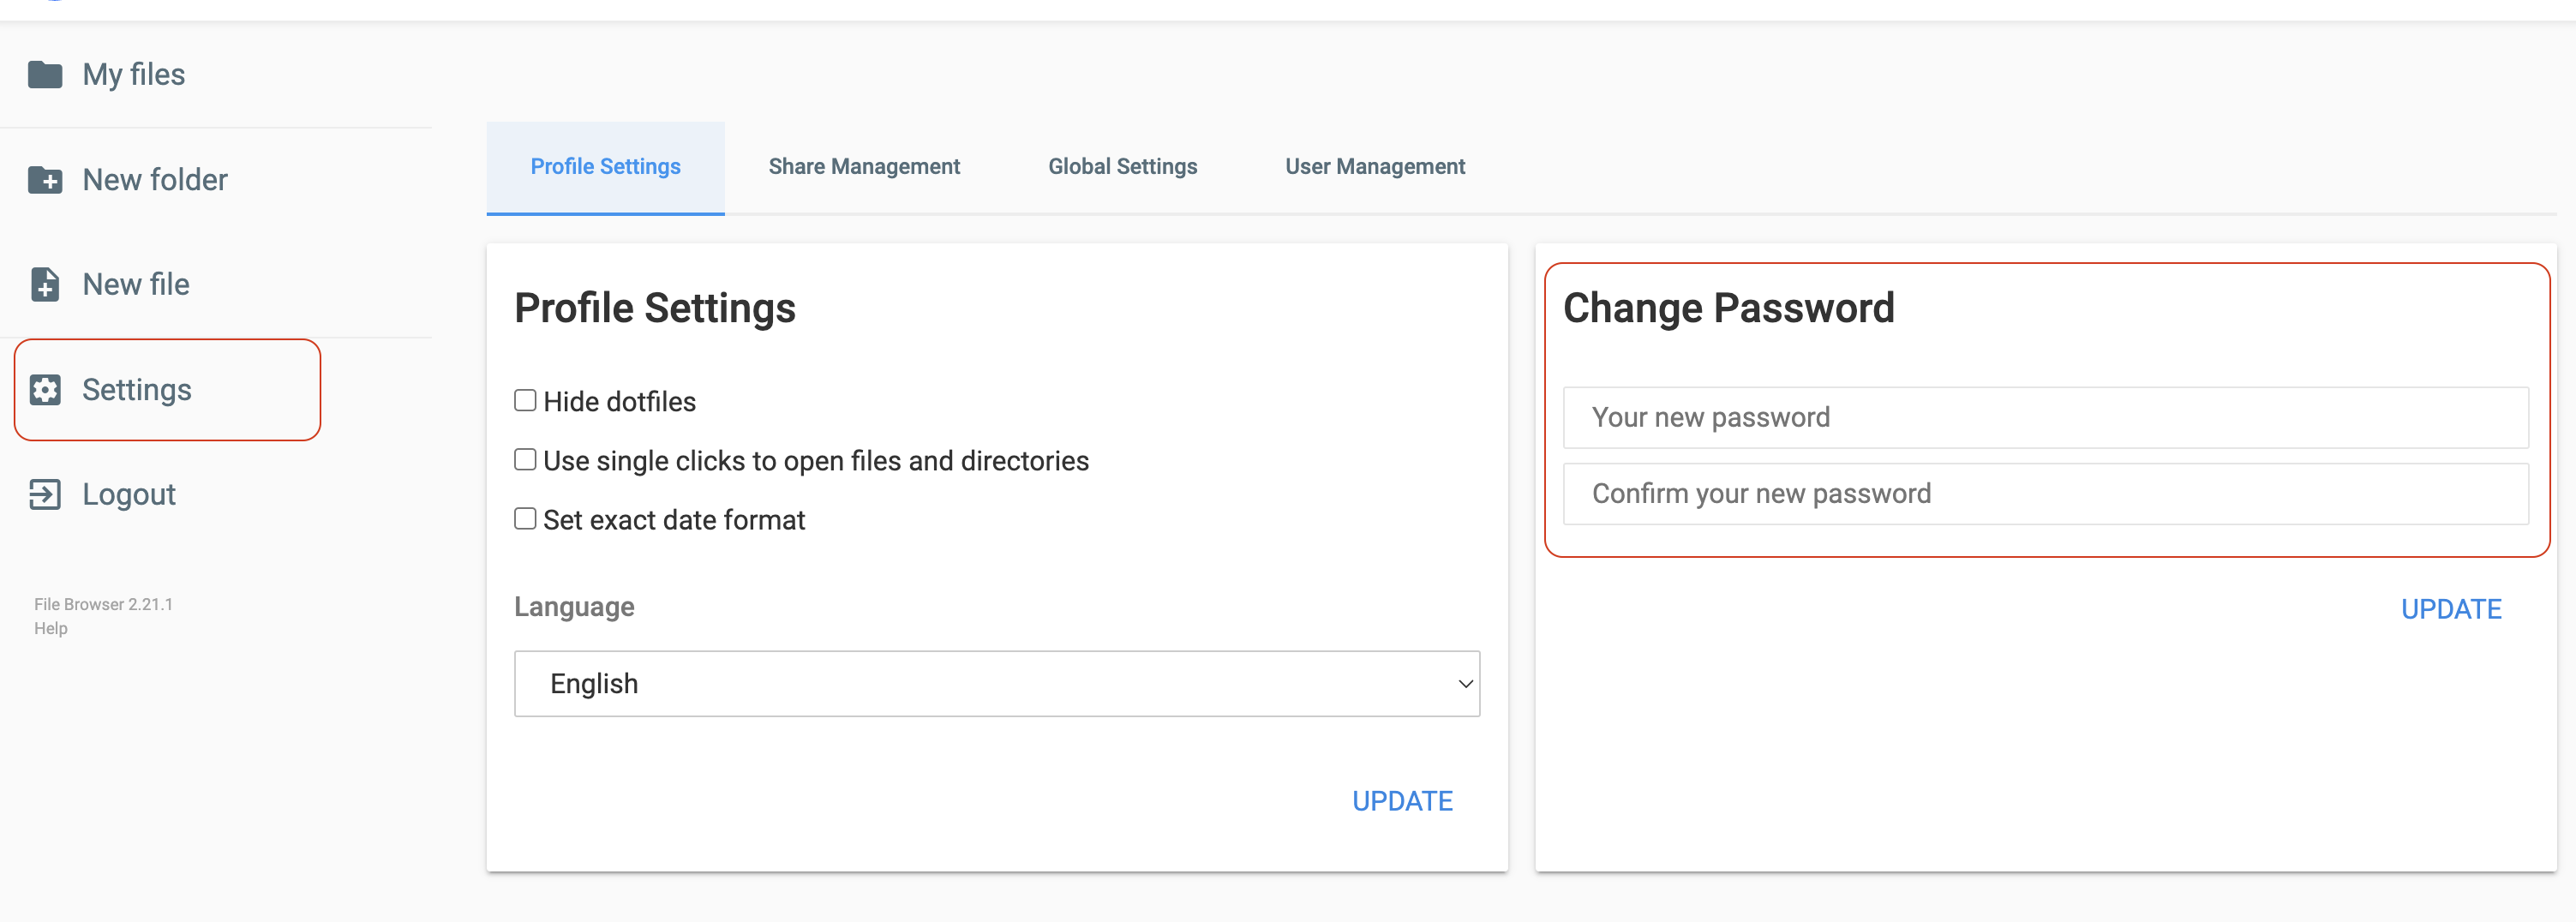 My files
New folder
New file
Settings
Logout
File Browser 2.21.1
Help
Profile Settings
Share Management
Global Settings
User Management
Profile Settings
Hide dotfiles
Use single clicks to open files and directories
Set exact date format
Language
English
UPDATE
Change Password
Your new password
Confirm your new password
UPDATE